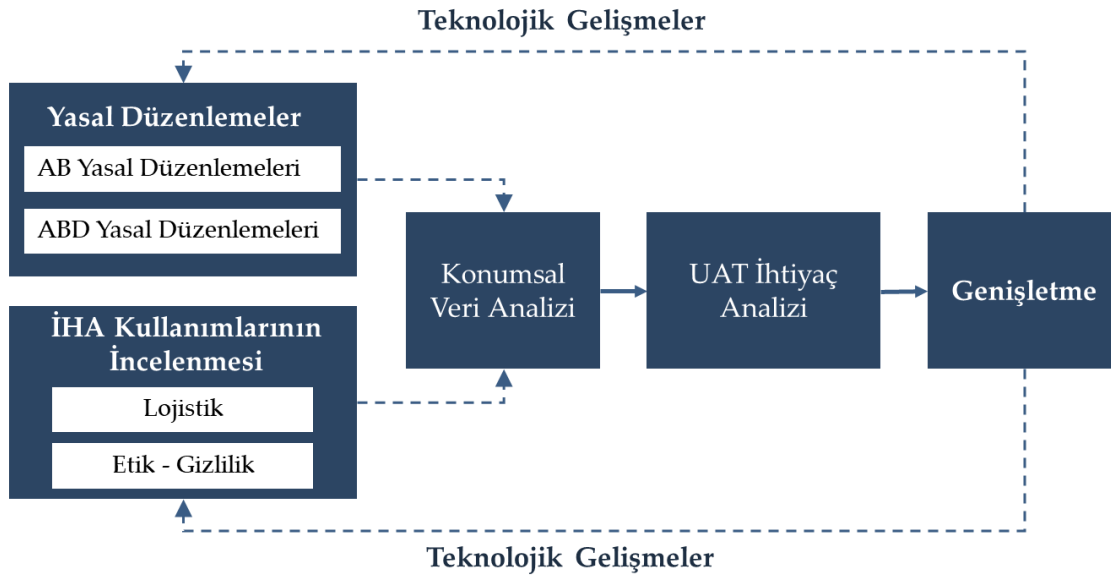 Teknolojik Gelişmeler
Yasal Düzenlemeler
AB Yasal Düzenlemeleri
ABD Yasal Düzenlemeleri
İHA Kullanımlarının
İncelenmesi
Lojistik
Etik - Gizlilik
Konumsal
Veri Analizi
UAT İhtiyaç
Analizi
Genişletme
Teknolojik Gelişmeler